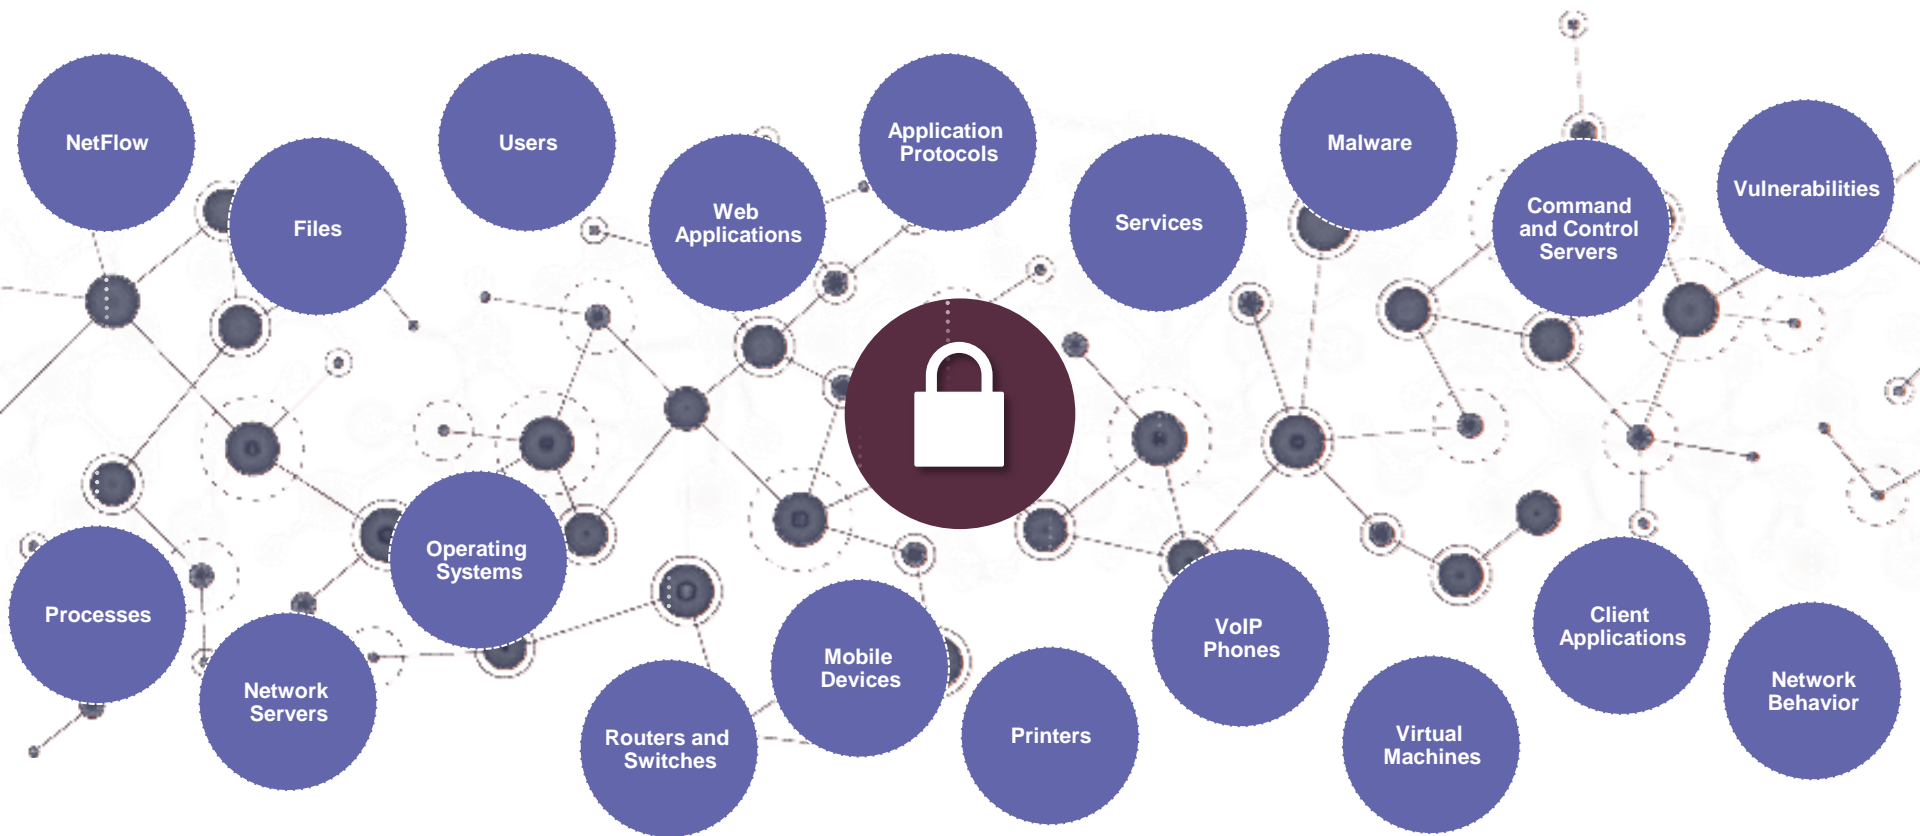 NetFlow
Files
Users
Web
Applications
Application
Protocols
Services
Malware
Command
and Control
Servers
Vulnerabilities
Processes
Network
Servers
Operating
Systems
Routers and
Switches
Mobile
Devices
Printers
VoIP
Phones
Virtual
Machines
Client
Applications
Network
Behavior